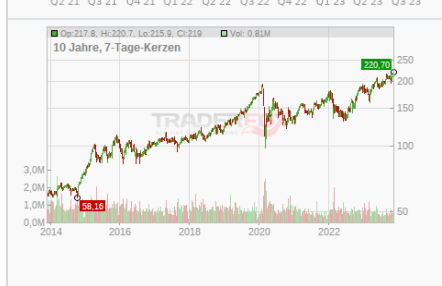 Q2 21 Q3 21 Q4 21 Q1 22 Q2 22 Q3 22 Q4 22 Q1 23 Q2 23 Q3 23
Op:217.8, Hi:220.7, Lo:215.9, Cl:219 Vol: 0.81M
10 Jahre, 7-Tage-Kerzen
220,70
250
200
150
TRADER
100
3,0M
2,0M
1,0M
58,16
50
0,0M
2014 2016 2018 2020 2022